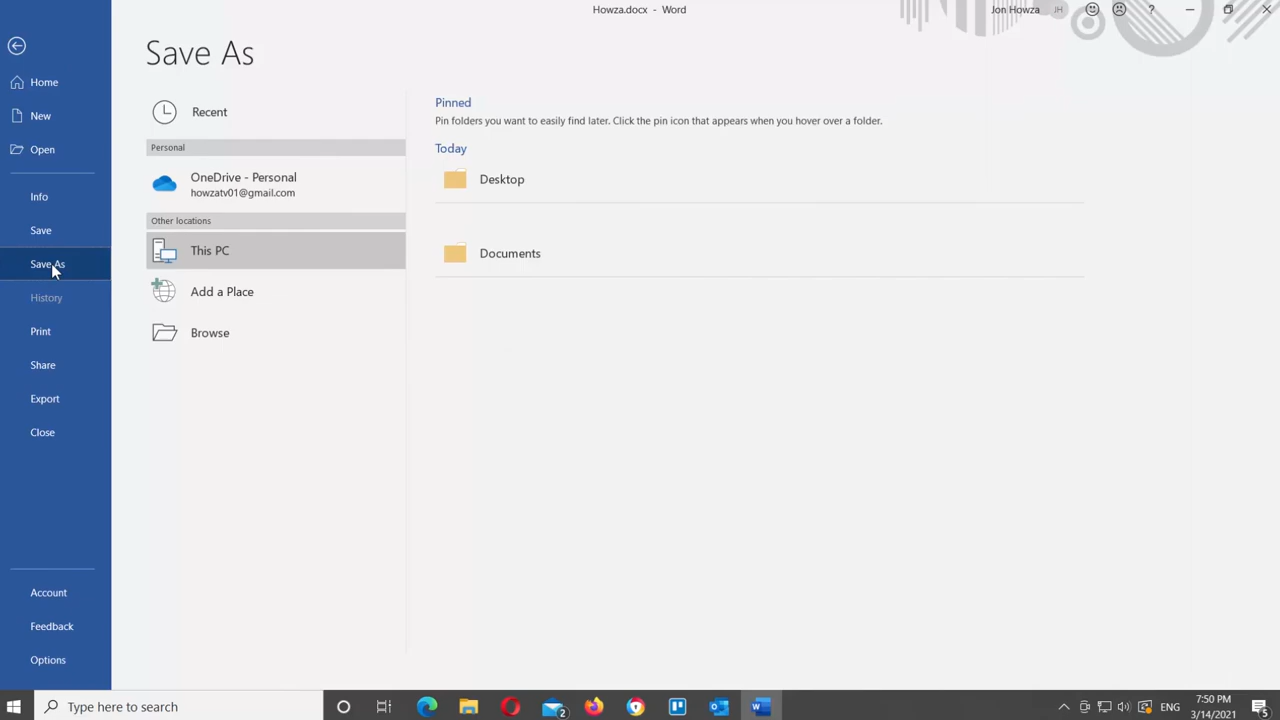 Howza.docx - Word
Jon Howza
JH
?
Save As
Home
New
Open
Info
Save
Save As
History
Print
Share
Export
Close
Account
Feedback
Options
Recent
Personal
OneDrive - Personal
howzatv01@gmail.com
Other locations
This PC
Add a Place
Browse
Pinned
Pin folders you want to easily find later. Click the pin icon that appears when you hover over a folder.
Today
Desktop
Documents
Type here to search
2
ENG
7:50 PM
3/14/2021
5